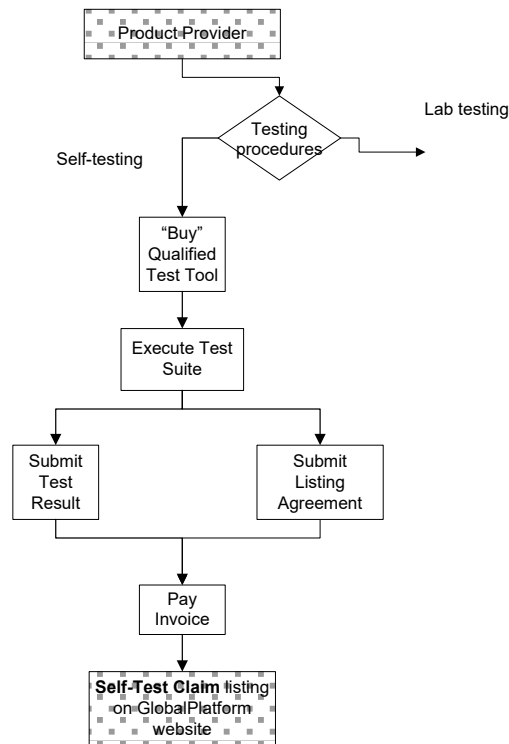 Product Provider
Lab testing
Testing
procedures
Self-testing
“Buy”
Qualified
Test Tool
Execute Test
Suite
Submit
Test
Result
Submit
Listing
Agreement
Pay
Invoice
Self-Test Claim listing
on GlobalPlatform
website